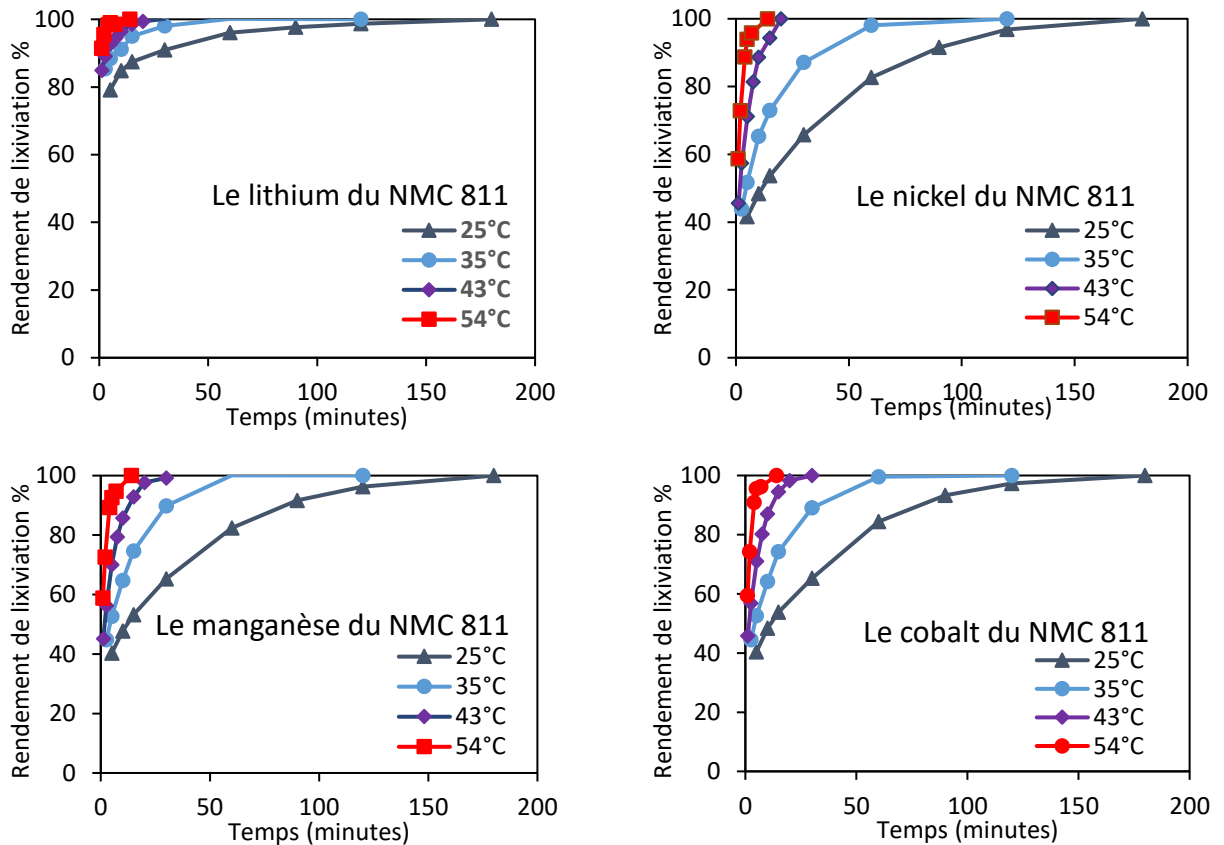 Rendement de lixiviation %
100
80
60
40
20
0
Le lithium du NMC 811
25°C
35°C
43°C
54°C
0 50 100 150 200
Temps (minutes)
Rendement de lixiviation %
100
80
60
40
20
0
Le nickel du NMC 811
25°C
35°C
43°C
54°C
0 50 100 150 200
Temps (minutes)
Rendement de lixiviation %
100
80
60
40
20
0
Le manganèse du NMC 811
25°C
35°C
43°C
54°C
0 50 100 150 200
Temps (minutes)
Rendement de lixiviation %
100
80
60
40
20
0
Le cobalt du NMC 811
25°C
35°C
43°C
54°C
0 50 100 150 200
Temps (minutes)